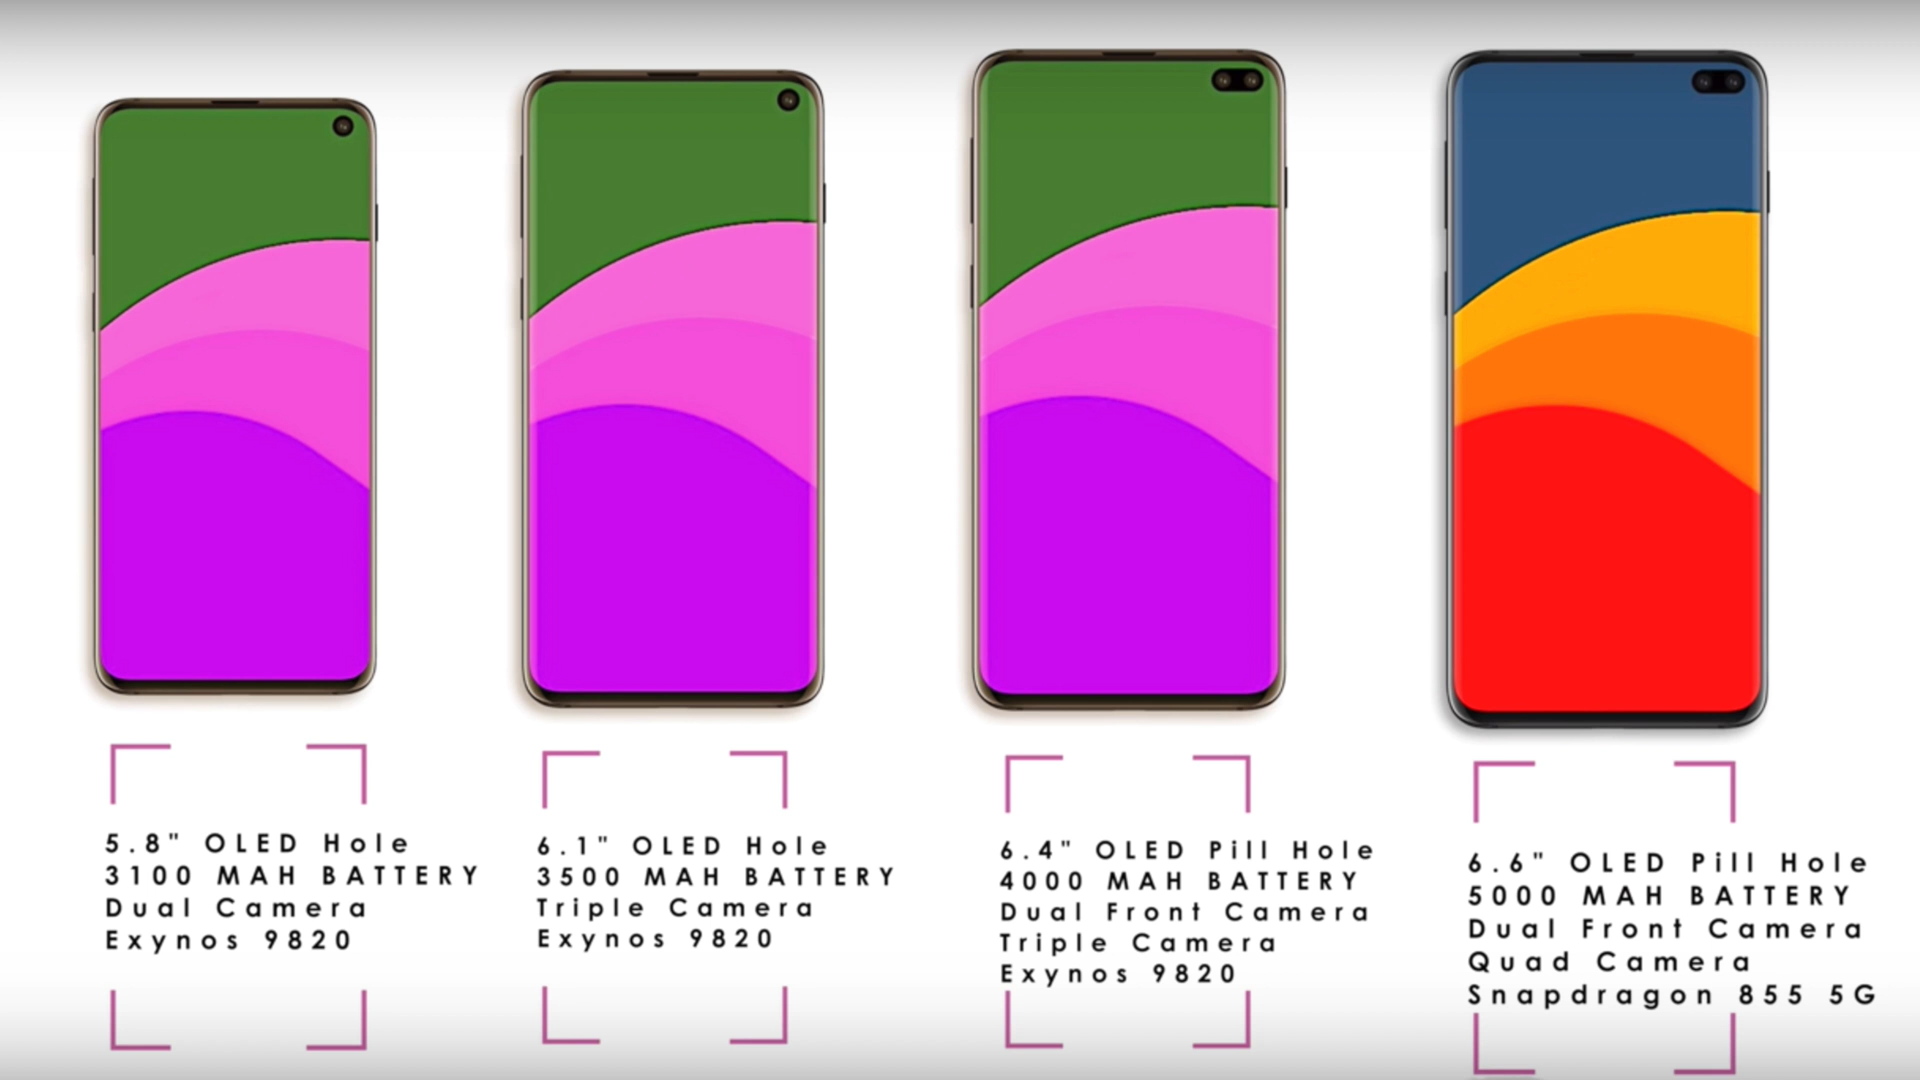 5.8" OLED Hole
3100 MAH BATTERY
Dual Camera
Exynos 9820
6.1" OLED Hole
3500 MAH BATTERY
Triple Camera
Exynos 9820
6.4" OLED Pill Hole
4000 MAH BATTERY
Dual Front Camera
Triple Camera
Exynos 9820
6.6" OLED Pill Hole
5000 MAH BATTERY
Dual Front Camera
Quad Camera
Snapdragon 855 5G